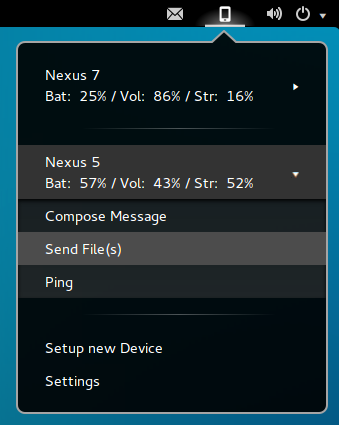 Nexus 7
Bat: 25% / Vol: 86% / Str: 16%
Nexus 5
Bat: 57% / Vol: 43% / Str: 52%
Compose Message
Send File(s)
Ping
Setup new Device
Settings